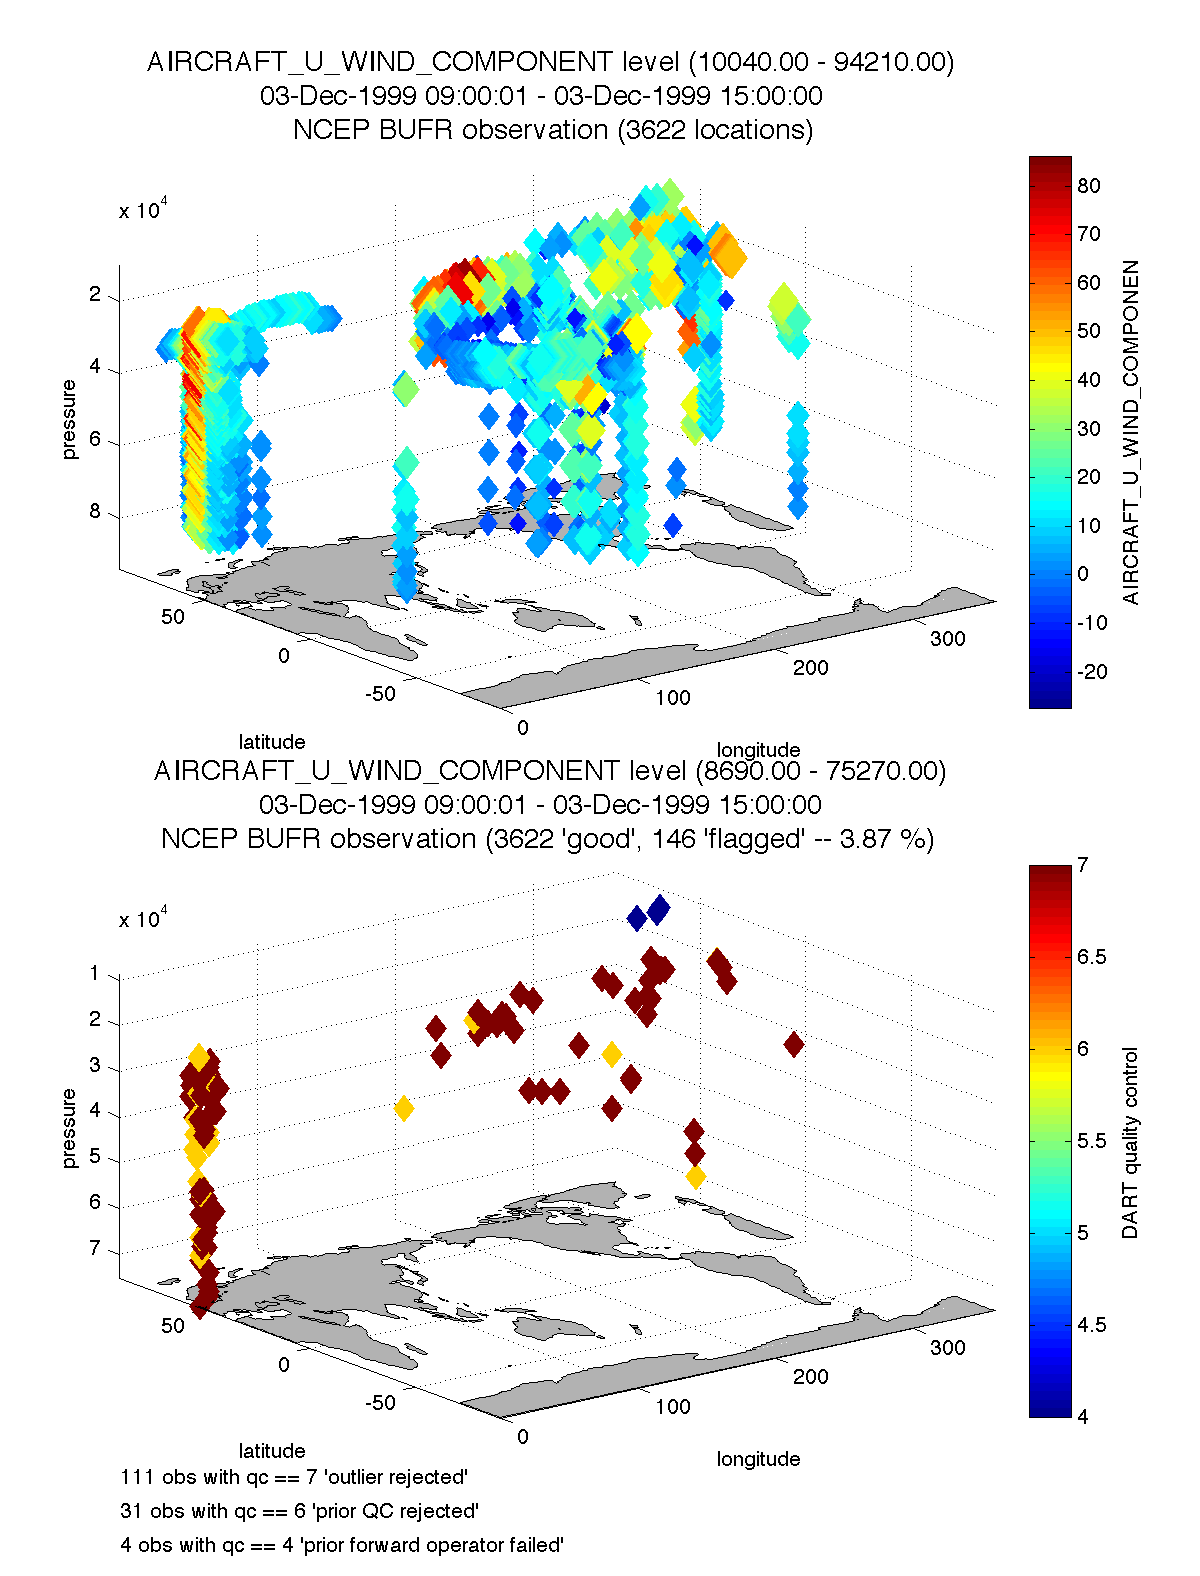 AIRCRAFT_U_WIND_COMPONENT level (10040.00 - 94210.00)
03-Dec-1999 09:00:01 - 03-Dec-1999 15:00:00
NCEP BUFR observation (3622 locations)
x 10^4
2
4
6
8
pressure
50
0
-50
latitude
0
100
200
300
longitude
80
70
60
50
40
30
20
10
0
-10
-20
AIRCRAFT_U_WIND_COMPONEN
AIRCRAFT_U_WIND_COMPONEN
AIRCRAFT_U_WIND_COMPONENT level (8690.00 - 75270.00)
03-Dec-1999 09:00:01 - 03-Dec-1999 15:00:00
NCEP BUFR observation (3622 'good', 146 'flagged' -- 3.87 %)
x 10^4
1
2
3
4
5
6
7
pressure
50
0
-50
latitude
0
100
200
300
longitude
7
6.5
6
5.5
5
4.5
4
DART quality control
111 obs with qc == 7 'outlier rejected'
31 obs with qc == 6 'prior QC rejected'
4 obs with qc == 4 'prior forward operator failed'